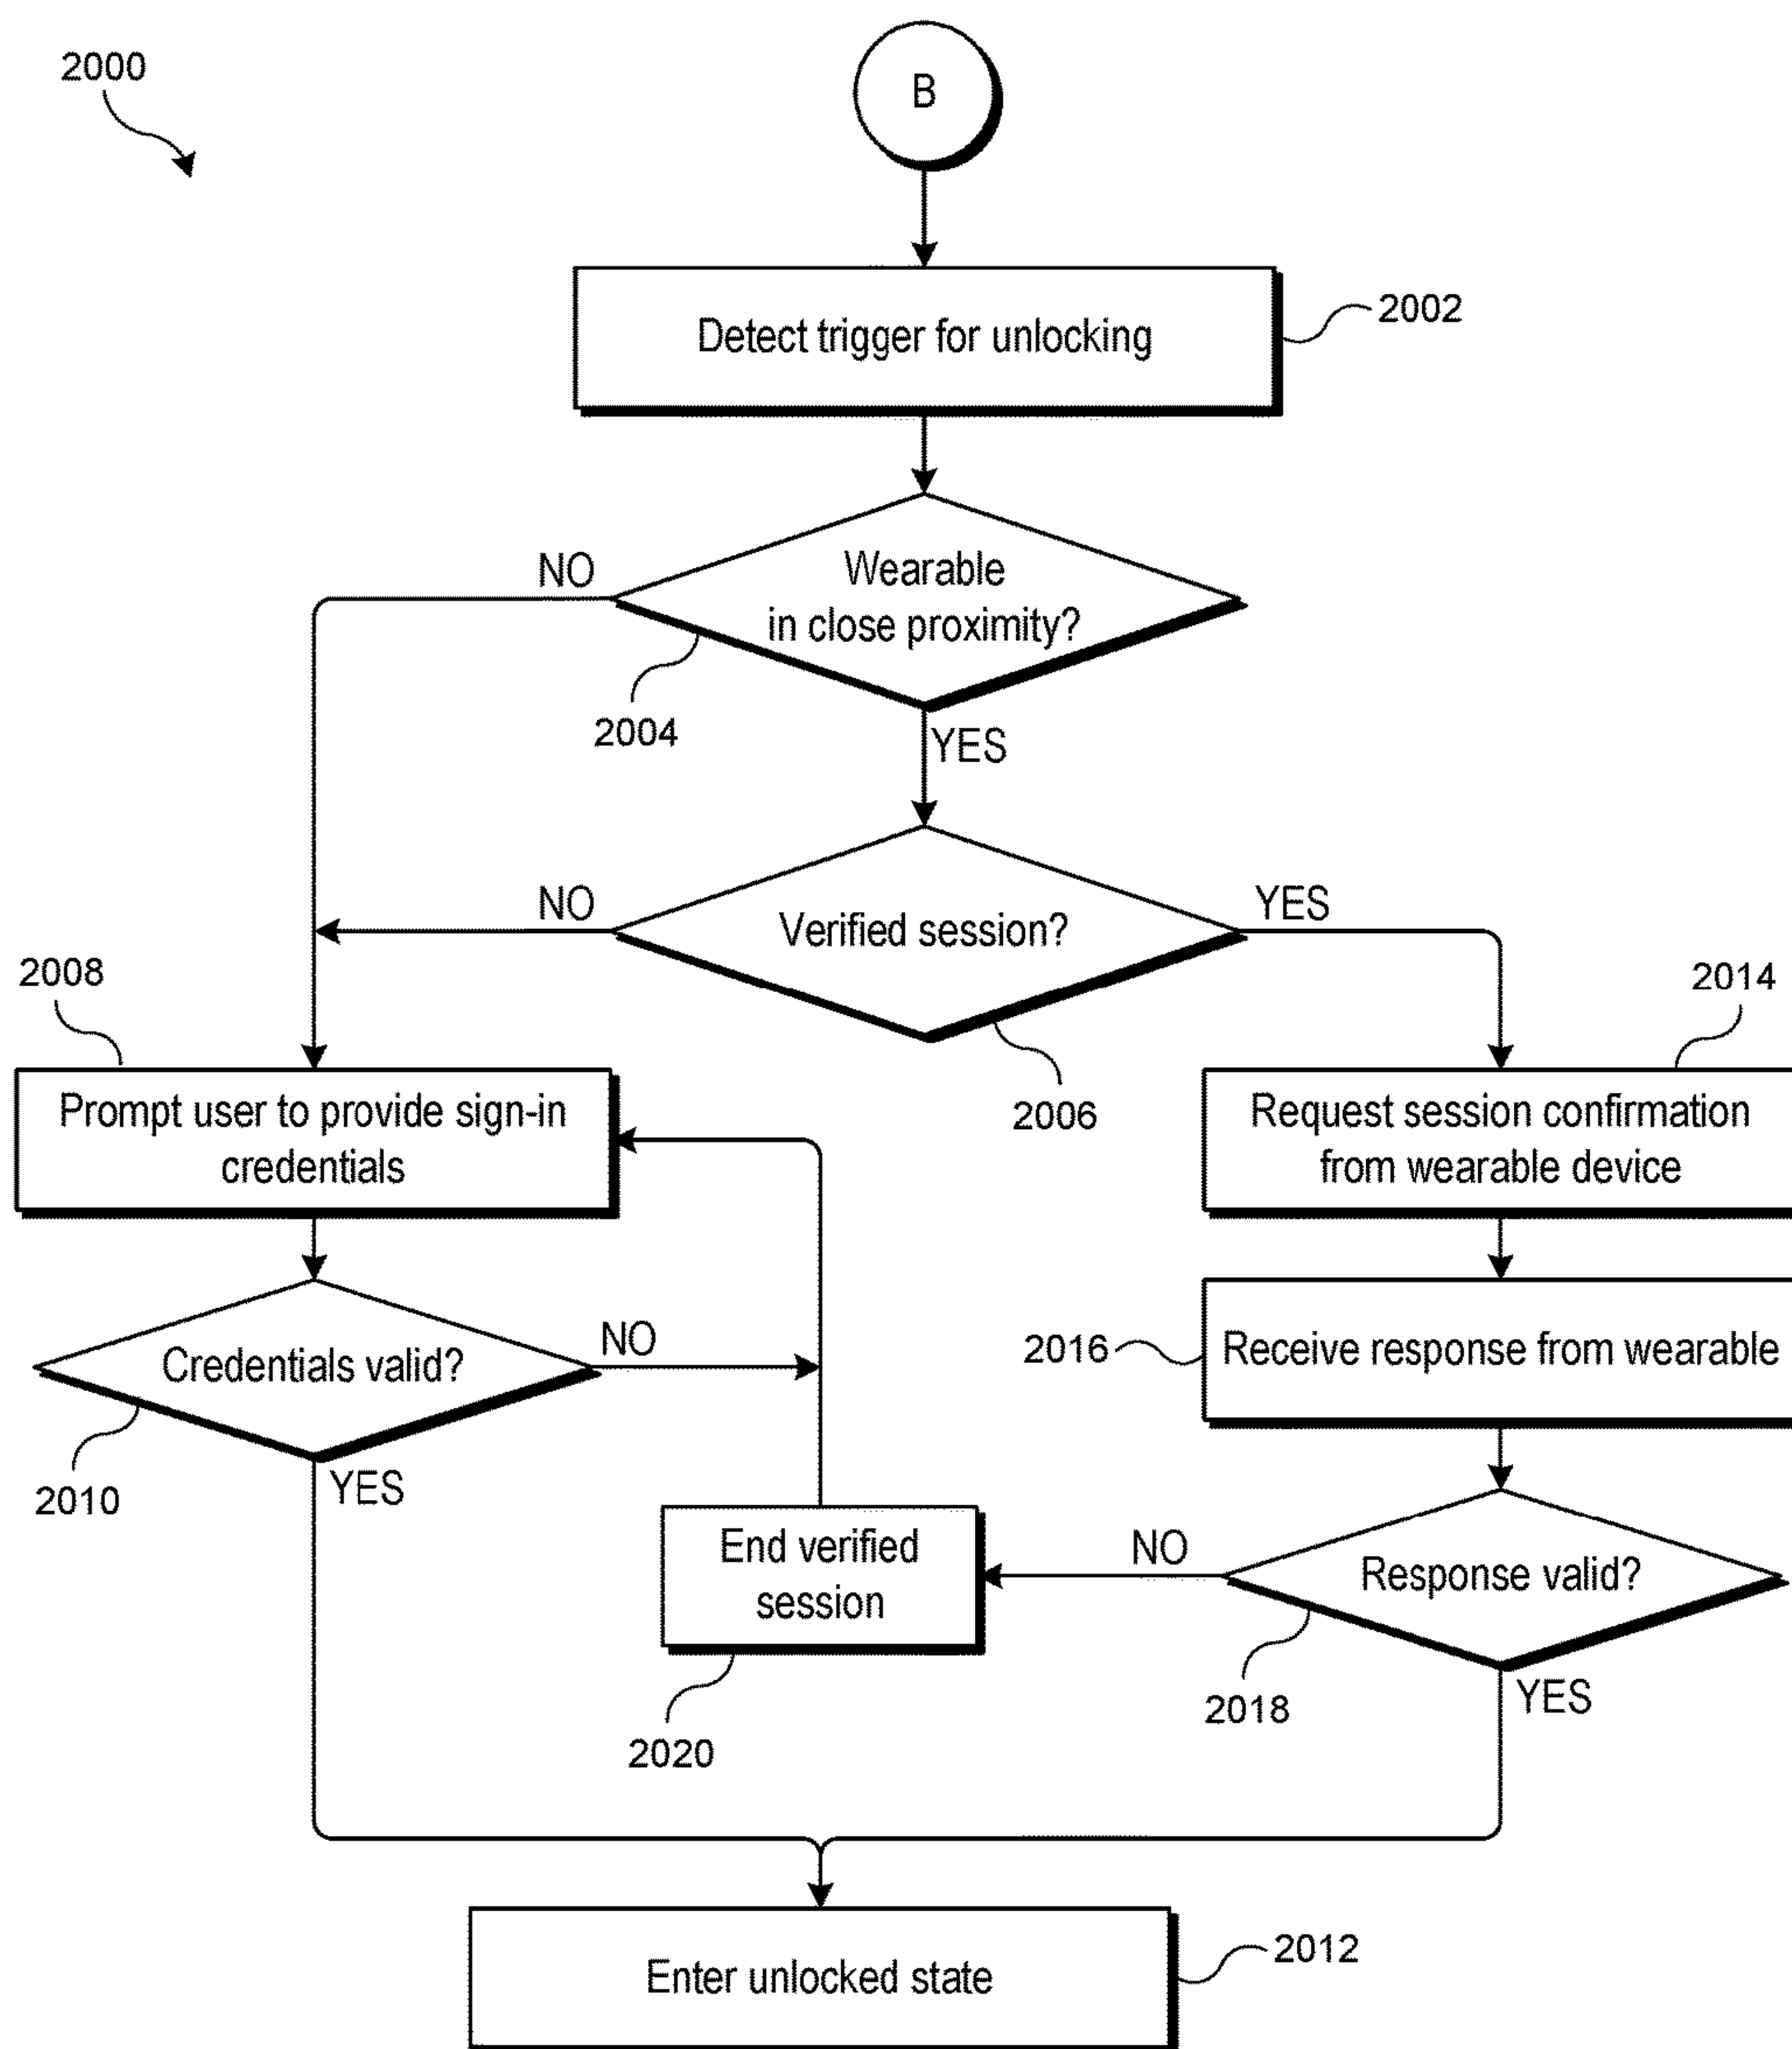 2000
B
Detect trigger for unlocking
2002
NO
Wearable
in close proximity?
2004
YES
NO
Verified session?
YES
2008
2014
2006
Prompt user to provide sign-in
credentials
Request session confirmation
from wearable device
Credentials valid?
NO
2016
Receive response from wearable
2010
YES
End verified
session
NO
Response valid?
2020
2018
YES
Enter unlocked state
2012